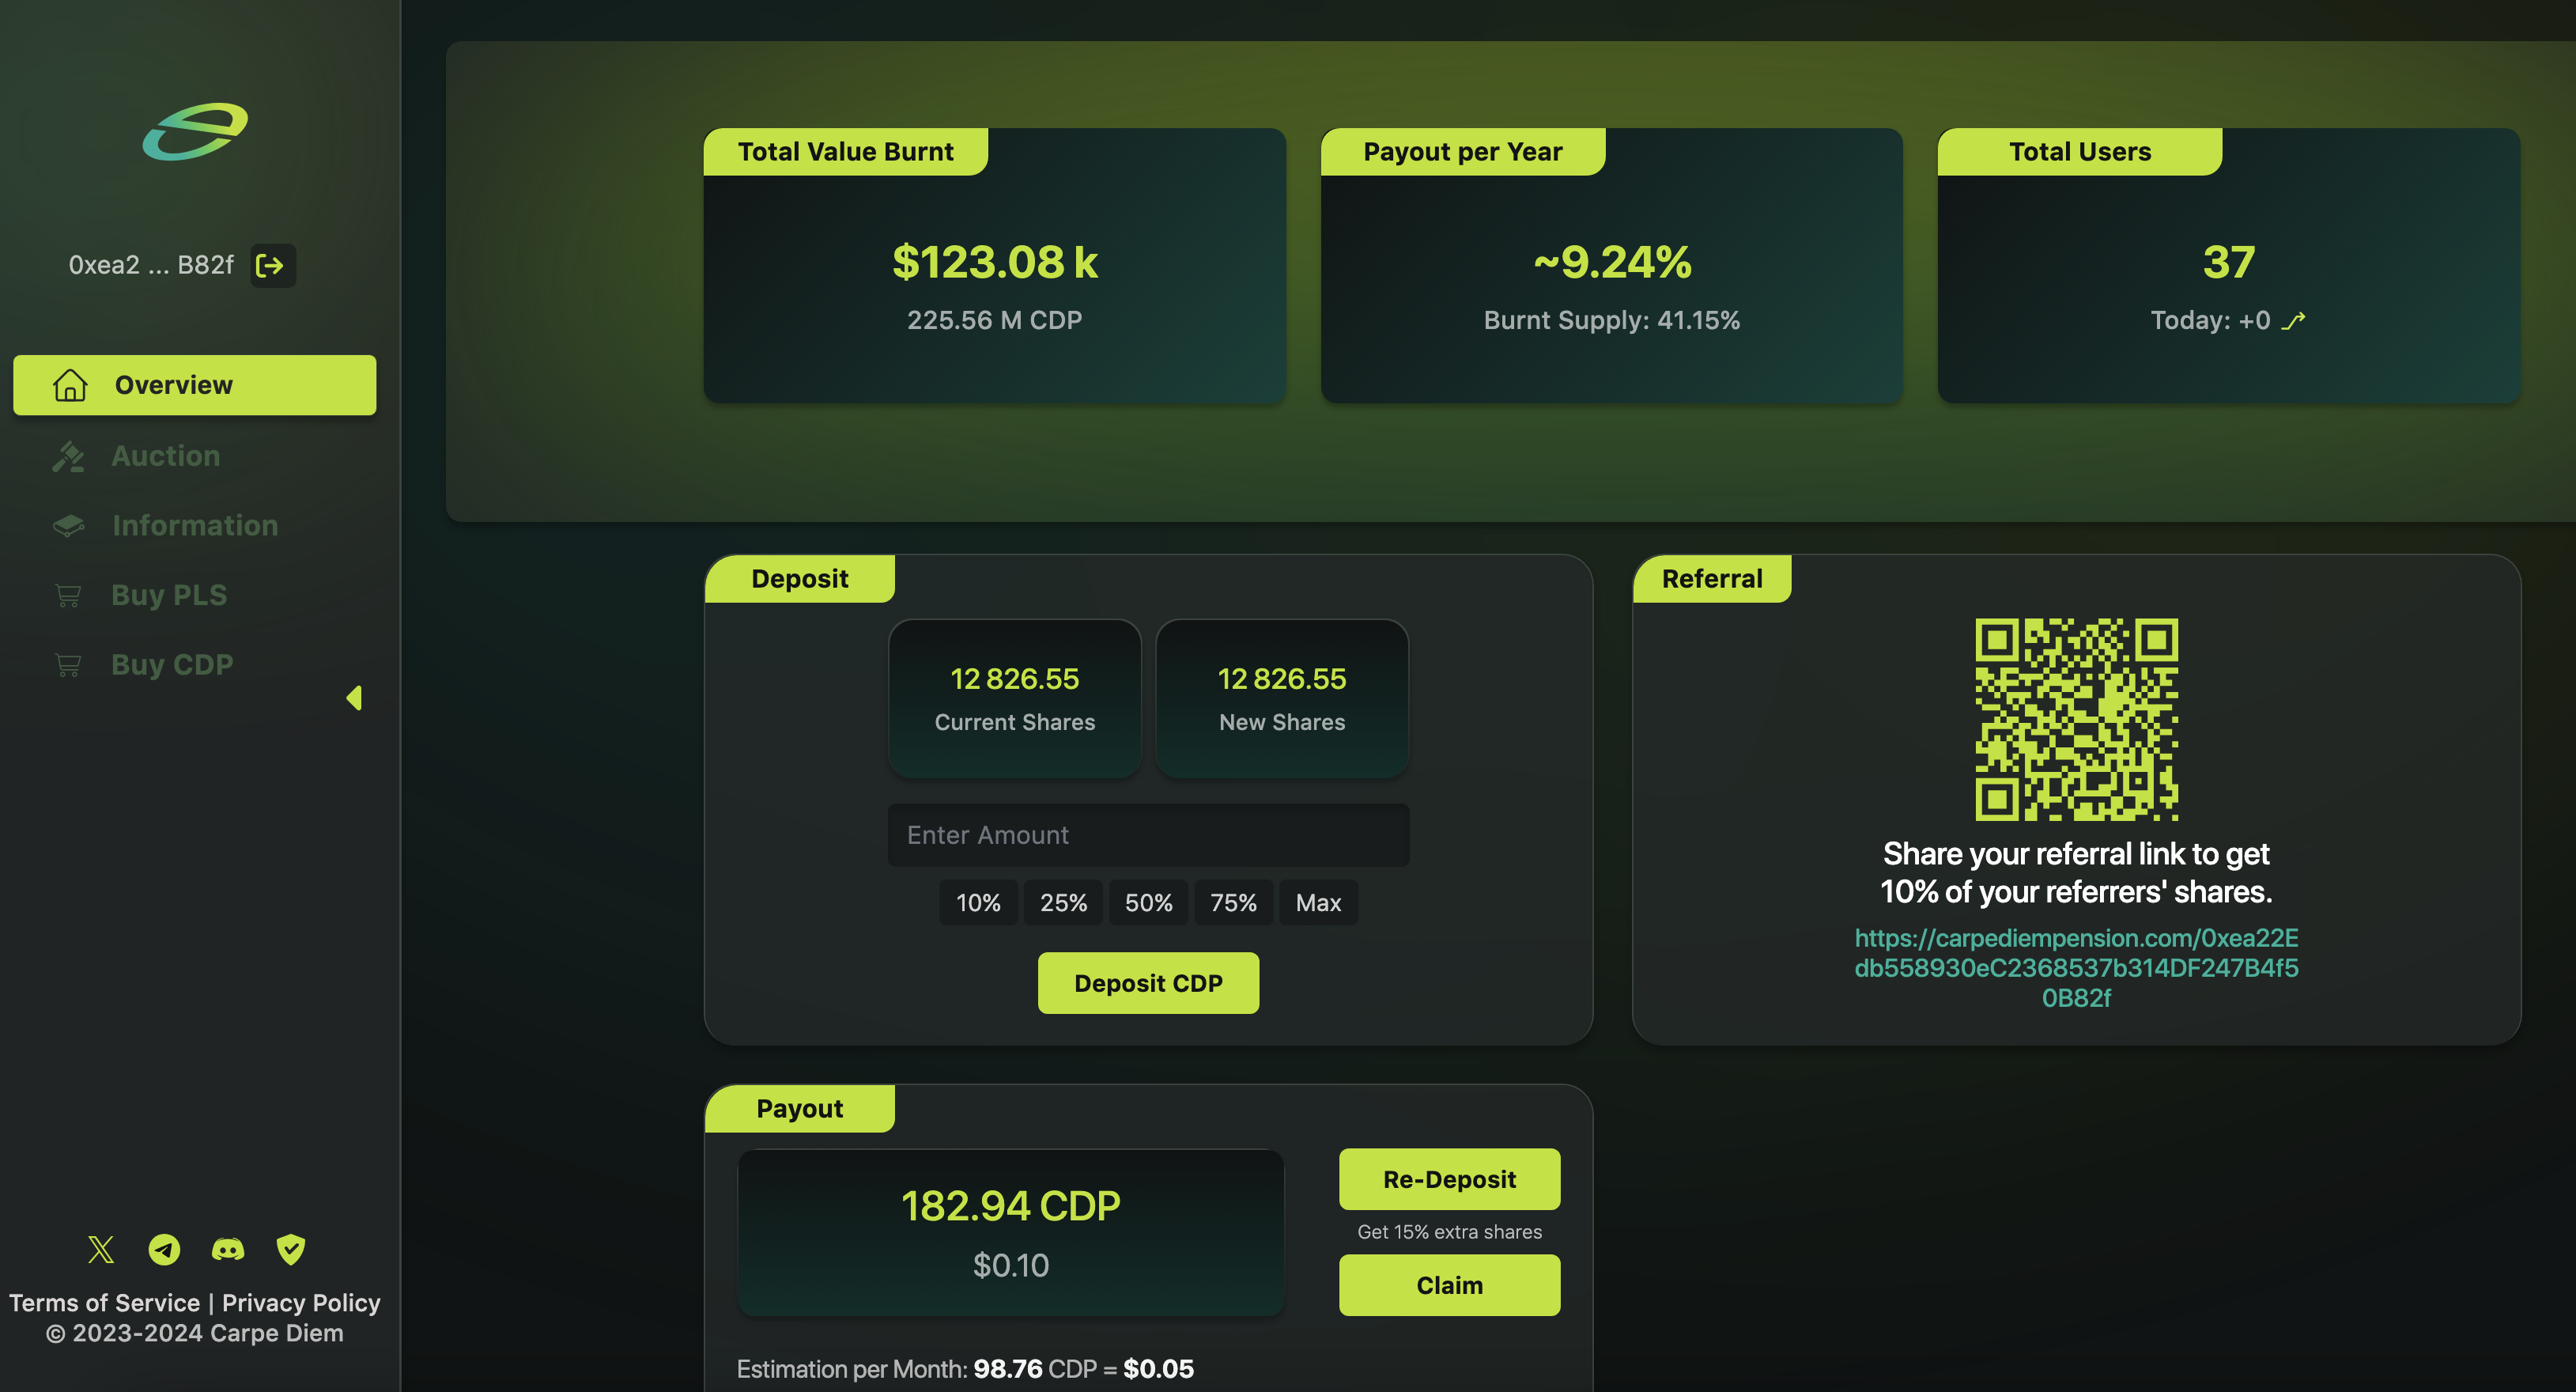 0xea2 ... B82f
Overview
Auction
Information
Buy PLS
Buy CDP
Terms of Service | Privacy Policy
© 2023-2024 Carpe Diem
Total Value Burnt
$123.08 k
225.56 M CDP
Payout per Year
~9.24%
Burnt Supply: 41.15%
Total Users
37
Today: +0
Deposit
12 826.55
Current Shares
12 826.55
New Shares
Enter Amount
10% 25% 50% 75% Max
Deposit CDP
Referral
Share your referral link to get
10% of your referrers' shares.
https://carpediempension.com/0xea22E
db558930eC2368537b314DF247B4f5
0B82f
Payout
182.94 CDP
$0.10
Re-Deposit
Get 15% extra shares
Claim
Estimation per Month: 98.76 CDP = $0.05